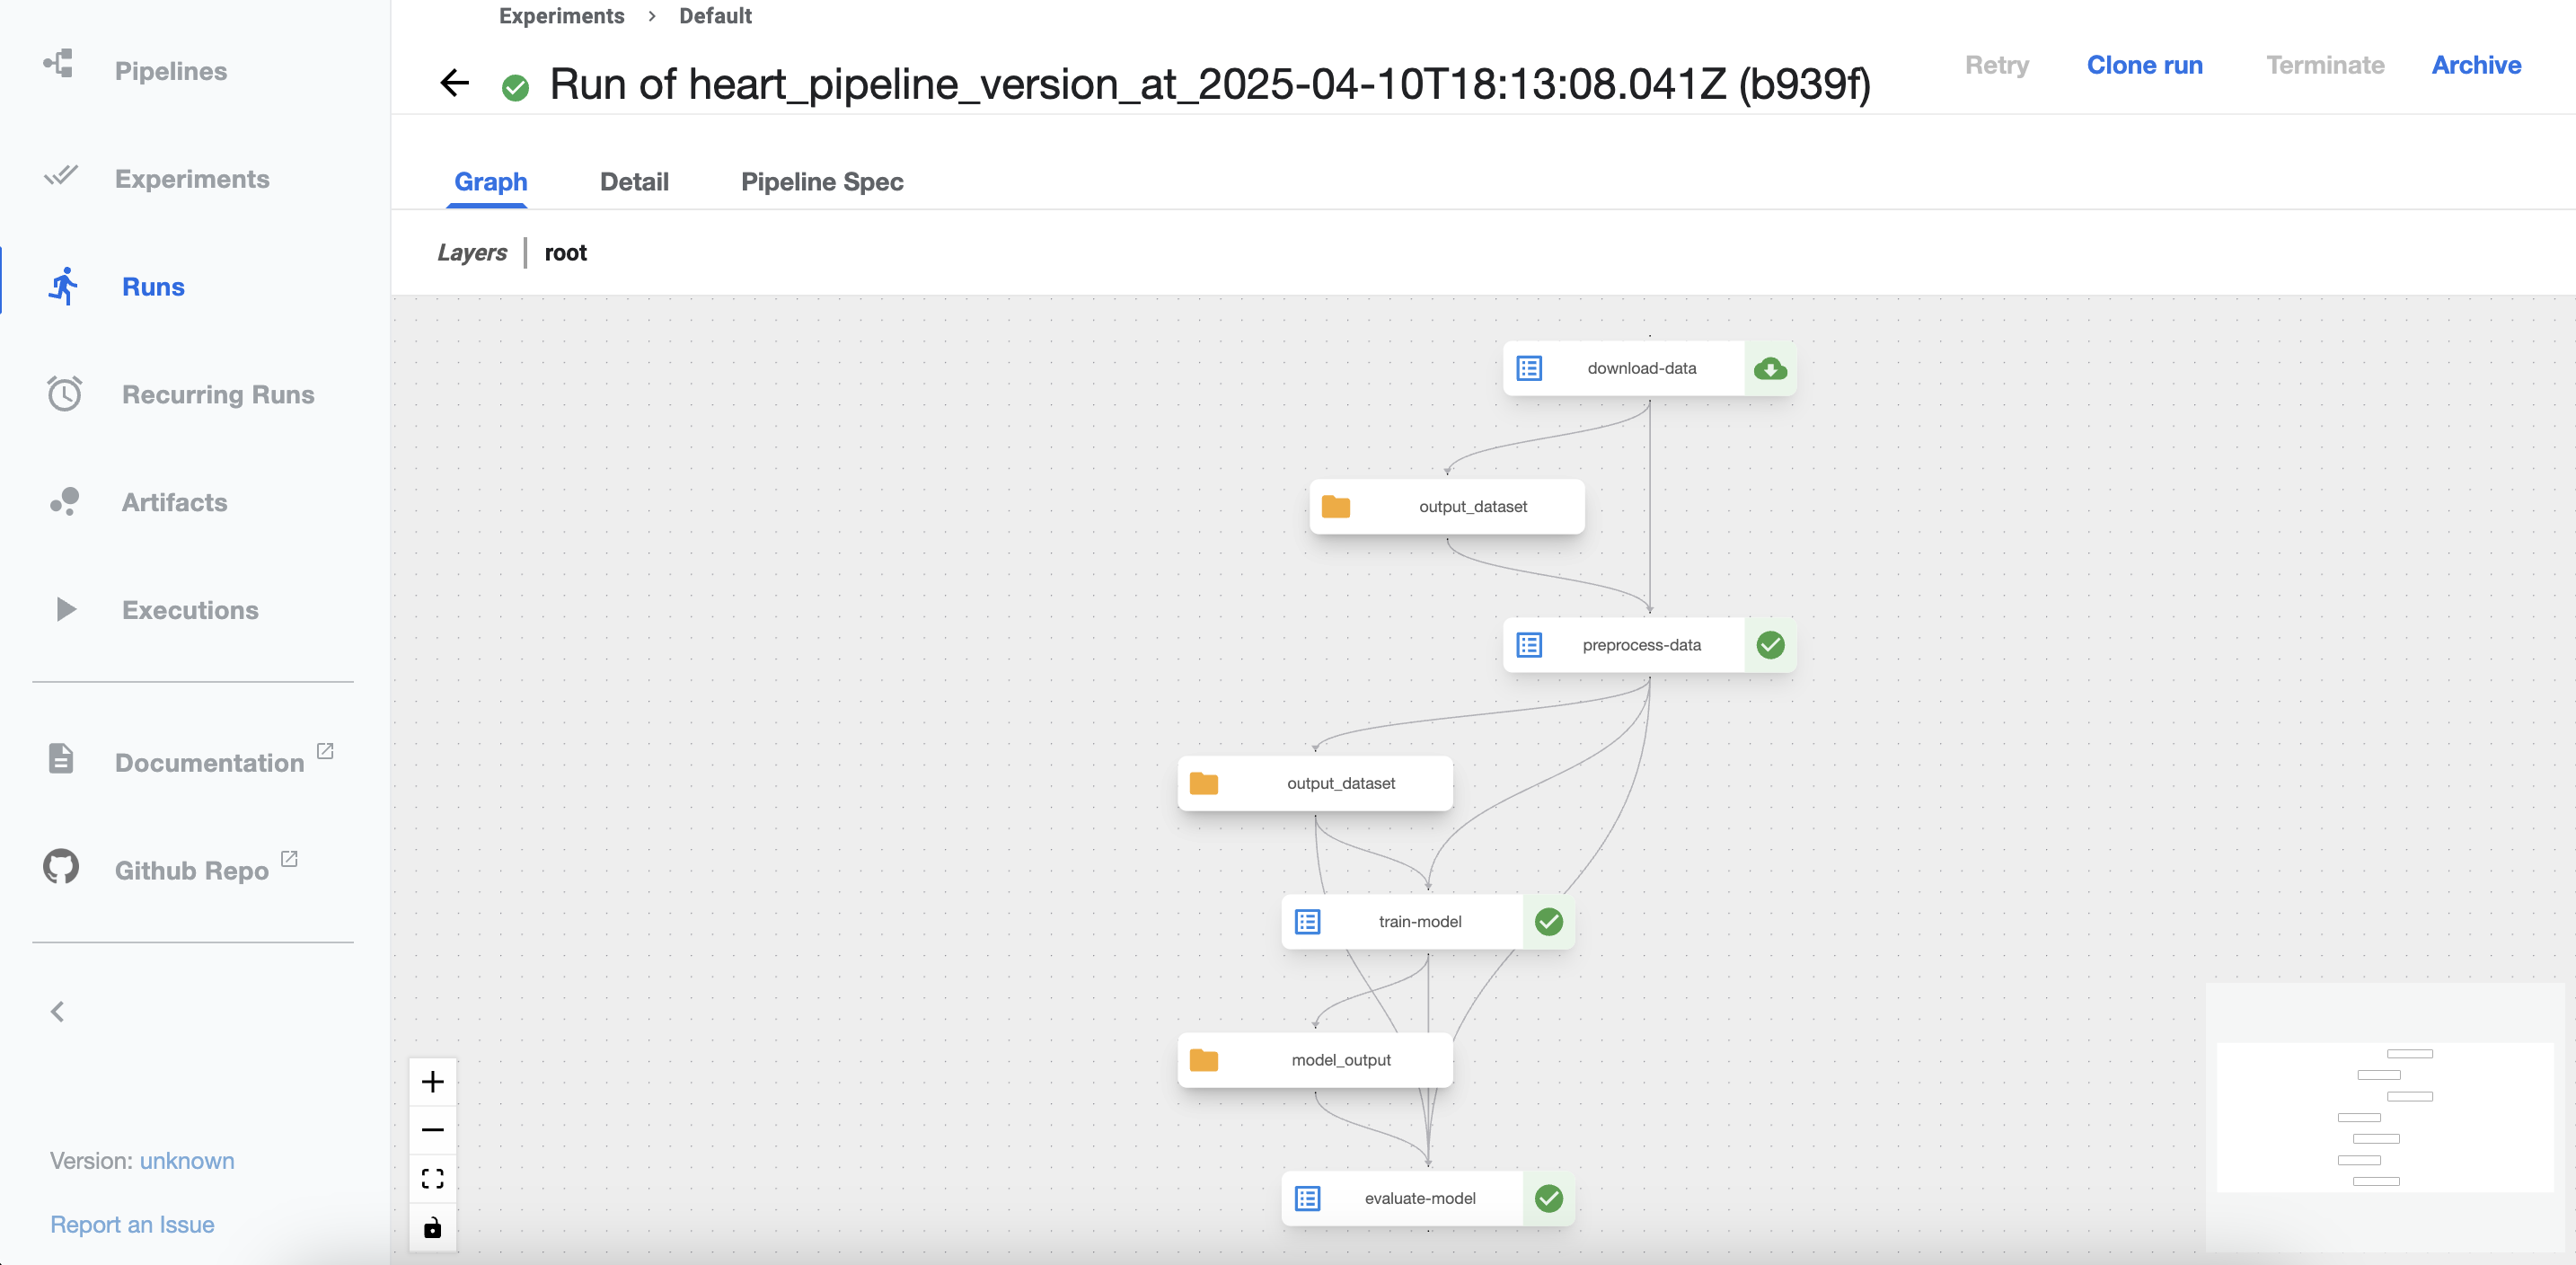 Pipelines
Experiments
Runs
Recurring Runs
Artifacts
Executions
Documentation
Github Repo
Version: unknown
Report an Issue
Experiments > Default
Run of heart_pipeline_version_at_2025-04-10T18:13:08.041Z (b939f)
Retry Clone run Terminate Archive
Graph Detail Pipeline Spec
Layers | root
download-data
output_dataset
preprocess-data
output_dataset
train-model
model_output
evaluate-model